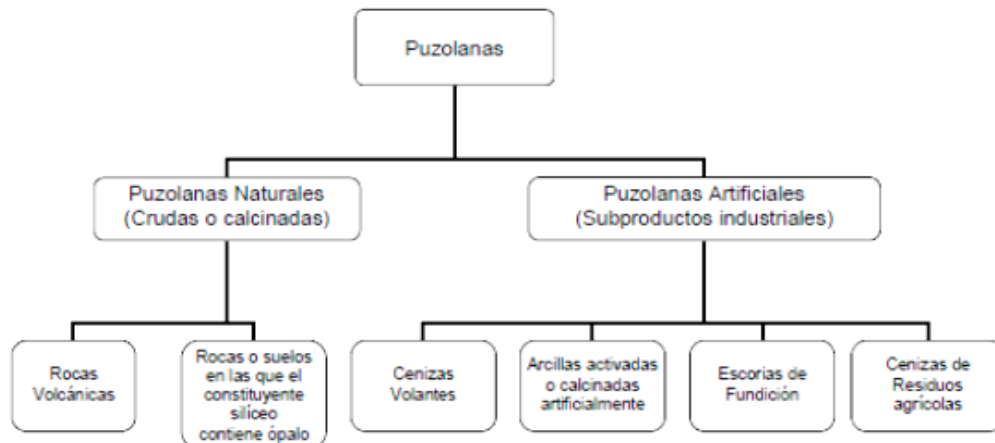 Puzolanas
Puzolanas Naturales
(Crudas o calcinadas)
Puzolanas Artificiales
(Subproductos industriales)
Rocas
Volcánicas
Rocas o suelos
en las que el
constituyente
silíceo
contiene ópalo
Cenizas
Volantes
Arcillas activadas
o calcinadas
artificialmente
Escorias de
Fundición
Cenizas de
Residuos
agrícolas